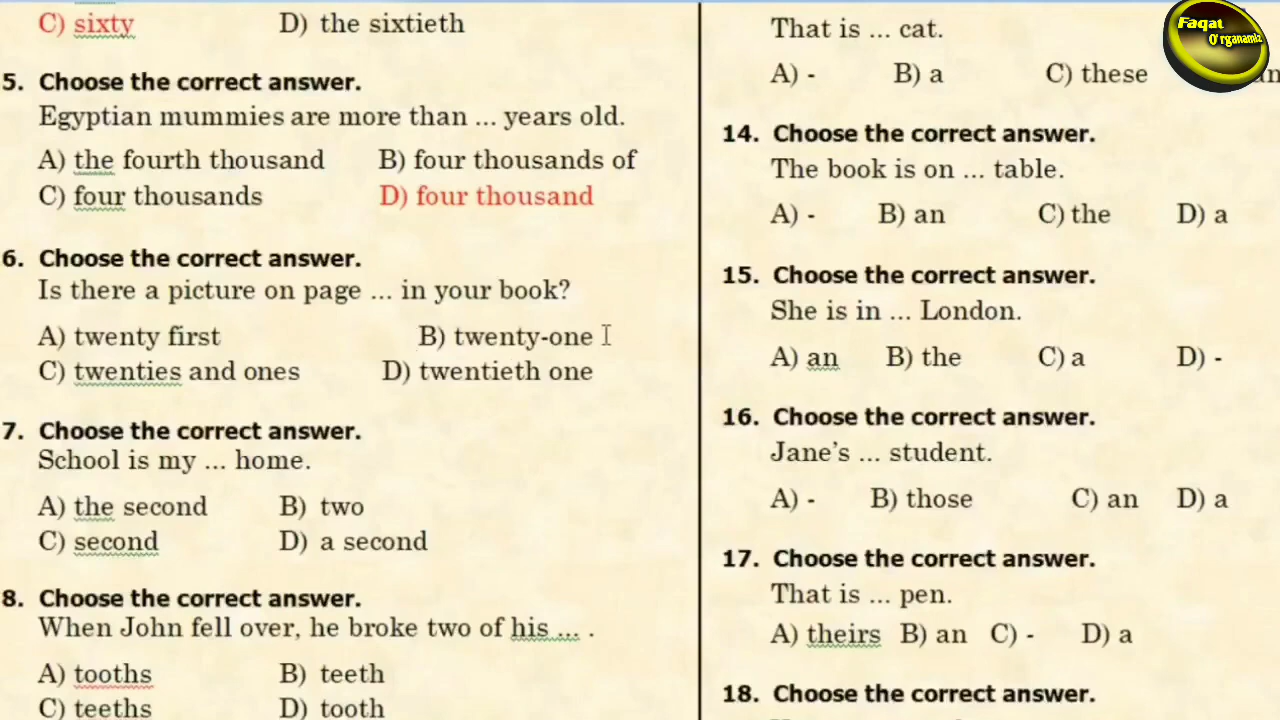 C) sixty D) the sixtieth
5. Choose the correct answer.
Egyptian mummies are more than ... years old.
A) the fourth thousand B) four thousands of
C) four thousands D) four thousand
6. Choose the correct answer.
Is there a picture on page ... in your book?
A) twenty first B) twenty-one
C) twenties and ones D) twentieth one
7. Choose the correct answer.
School is my ... home.
A) the second B) two
C) second D) a second
8. Choose the correct answer.
When John fell over, he broke two of his ... .
A) tooths B) teeth
C) teeths D) tooth
That is ... cat.
A) - B) a C) these
14. Choose the correct answer.
The book is on ... table.
A) - B) an C) the D) a
15. Choose the correct answer.
She is in ... London.
A) an B) the C) a D) -
16. Choose the correct answer.
Jane's ... student.
A) - B) those C) an D) a
17. Choose the correct answer.
That is ... pen.
A) theirs B) an C) - D) a
18. Choose the correct answer.
Faqat
O'rganamiz